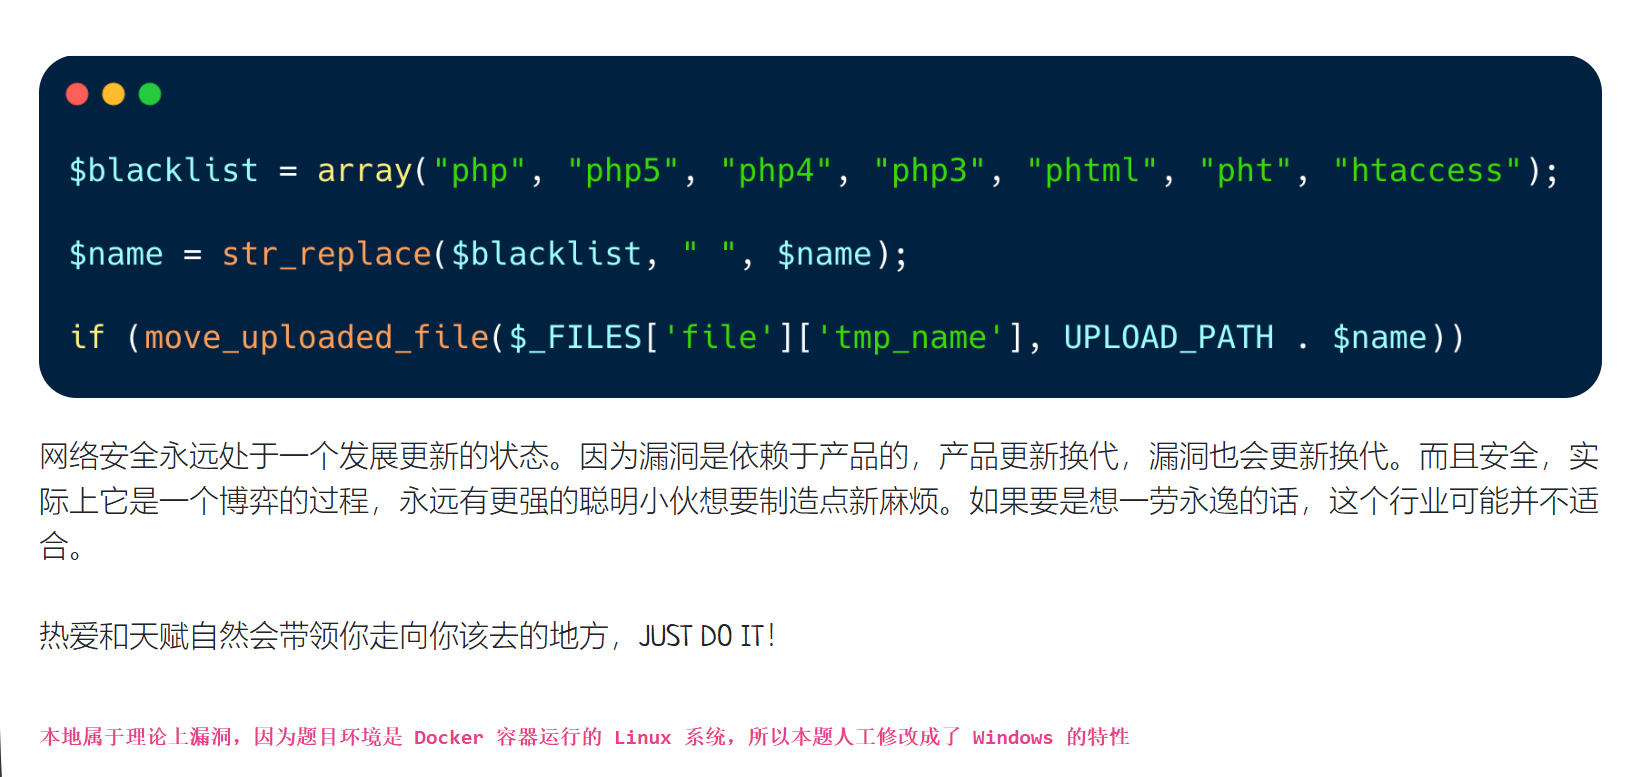 $blacklist = array("php", "php5", "php4", "php3", "phtml", "pht", "htaccess");
$name = str_replace($blacklist, " ", $name);
if (move_uploaded_file($_FILES['file']['tmp_name'], UPLOAD_PATH . $name))
网络安全永远处于一个发展更新的状态。因为漏洞是依赖于产品的，产品更新换代，漏洞也会更新换代。而且安全，实
际上它是一个博弈的过程，永远有更强的聪明小伙想要制造点新麻烦。如果要是想一劳永逸的话，这个行业可能并不适
合。
热爱和天赋自然会带领你走向你该去的地方，JUST DO IT！
本地属于理论上漏洞，因为题目环境是 Docker 容器运行的 Linux 系统，所以本题人工修改成了 Windows 的特性